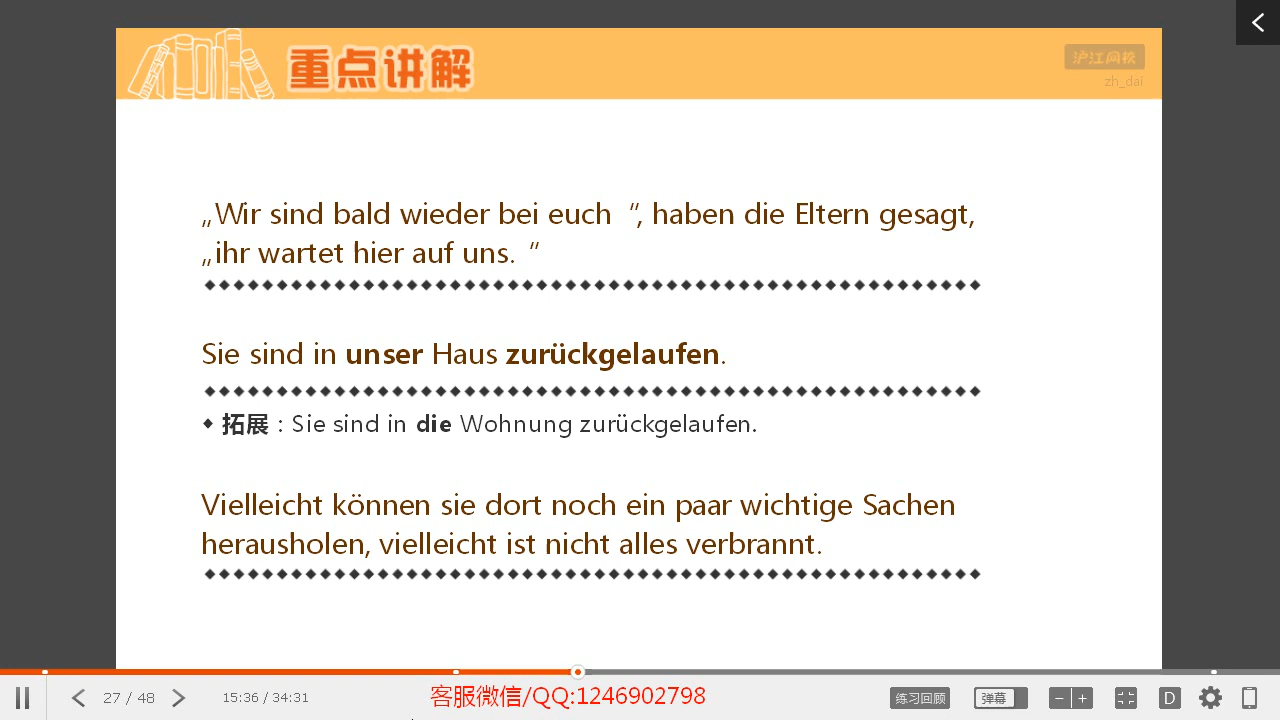 重点讲解
沪江网校
zh_dai
„Wir sind bald wieder bei euch “, haben die Eltern gesagt,
„ihr wartet hier auf uns. “
Sie sind in unser Haus zurückgelaufen.
拓展：Sie sind in die Wohnung zurückgelaufen.
Vielleicht können sie dort noch ein paar wichtige Sachen
herausholen, vielleicht ist nicht alles verbrannt.
27 / 48
15:36 / 34:31
客服微信/QQ:1246902798
练习回顾
弹幕
D